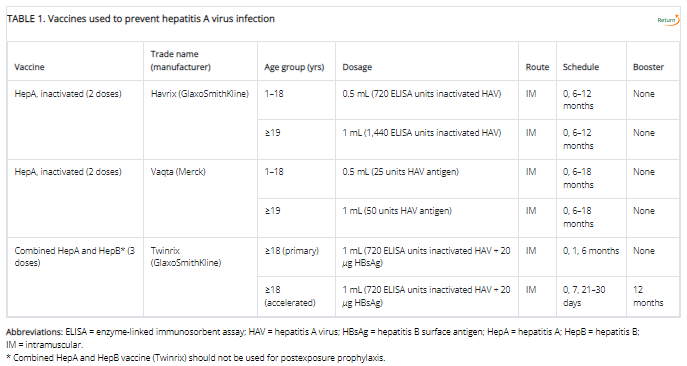 TABLE 1. Vaccines used to prevent hepatitis A virus infection
Return
Vaccine
Trade name
(manufacturer)
Age group (yrs)
Dosage
Route
Schedule
Booster
HepA, inactivated (2 doses)
Havrix (GlaxoSmithKline)
1–18
0.5 mL (720 ELISA units inactivated HAV)
IM
0, 6–12
months
None
≥19
1 mL (1,440 ELISA units inactivated HAV)
IM
0, 6–12
months
None
HepA, inactivated (2 doses)
Vaqta (Merck)
1–18
0.5 mL (25 units HAV antigen)
IM
0, 6–18
months
None
≥19
1 mL (50 units HAV antigen)
IM
0, 6–18
months
None
Combined HepA and HepB* (3
doses)
Twinrix
(GlaxoSmithKline)
≥18 (primary)
1 mL (720 ELISA units inactivated HAV + 20
μg HBsAg)
IM
0, 1, 6 months
None
≥18
(accelerated)
1 mL (720 ELISA units inactivated HAV + 20
μg HBsAg)
IM
0, 7, 21–30
days
12
months
Abbreviations: ELISA = enzyme-linked immunosorbent assay; HAV = hepatitis A virus; HBsAg = hepatitis B surface antigen; HepA = hepatitis A; HepB = hepatitis B;
IM = intramuscular.
* Combined HepA and HepB vaccine (Twinrix) should not be used for postexposure prophylaxis.